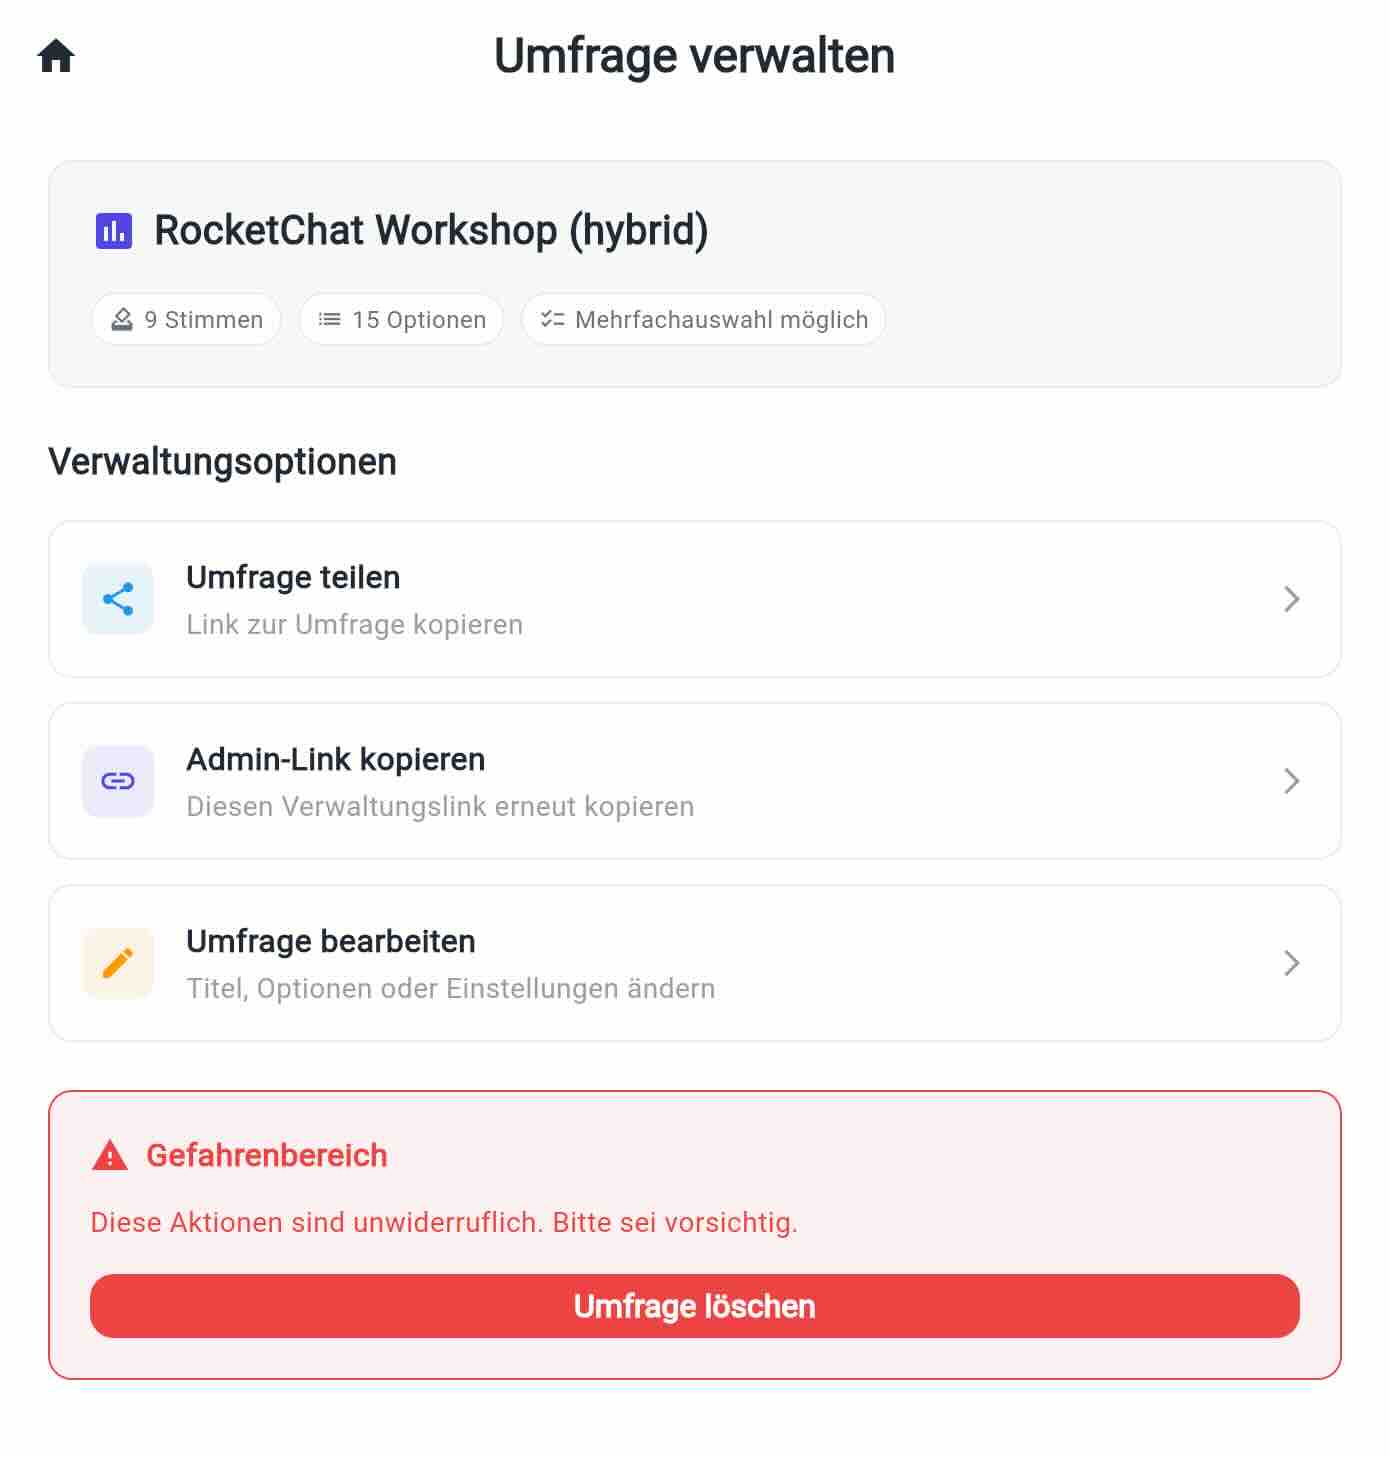 Umfrage verwalten
RocketChat Workshop (hybrid)
9 Stimmen
15 Optionen
Mehrfachauswahl möglich
Verwaltungsoptionen
Umfrage teilen
Link zur Umfrage kopieren
Admin-Link kopieren
Diesen Verwaltungslink erneut kopieren
Umfrage bearbeiten
Titel, Optionen oder Einstellungen ändern
Gefahrenbereich
Diese Aktionen sind unwiderruflich. Bitte sei vorsichtig.
Umfrage löschen